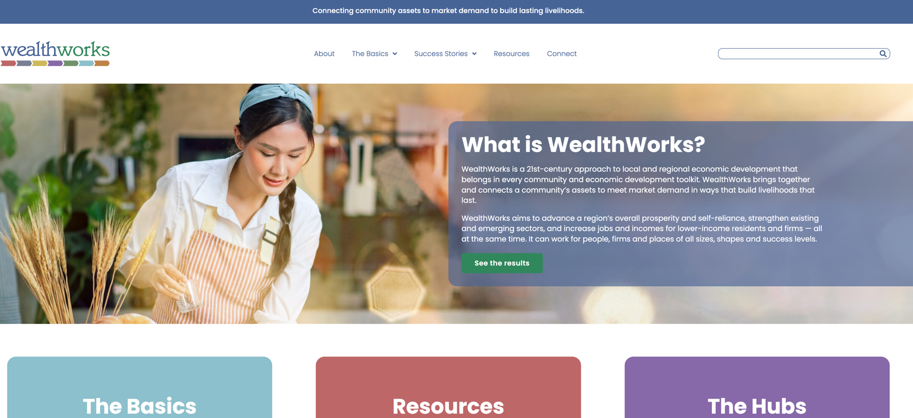 Connecting community assets to market demand to build lasting livelihoods.
wealthworks
About The Basics Success Stories Resources Connect
What is WealthWorks?
WealthWorks is a 21st-century approach to local and regional economic development that
belongs in every community and economic development toolkit. WealthWorks brings together
and connects a community's assets to meet market demand in ways that build livelihoods that
last.
WealthWorks aims to advance a region's overall prosperity and self-reliance, strengthen existing
and emerging sectors, and increase jobs and incomes for lower-income residents and firms — all
at the same time. It can work for people, firms and places of all sizes, shapes and success levels.
See the results
The Basics
Resources
The Hubs